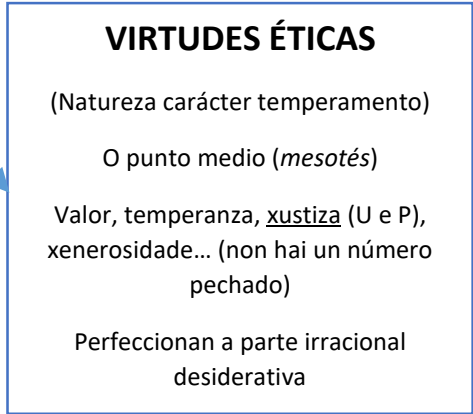 VIRTUDES ÉTICAS
(Natureza carácter temperamento)
O punto medio (mesotés)
Valor, temperanza, xustiza (U e P),
xenerosidade… (non hai un número
pechado)
Perfeccionan a parte irracional
desiderativa